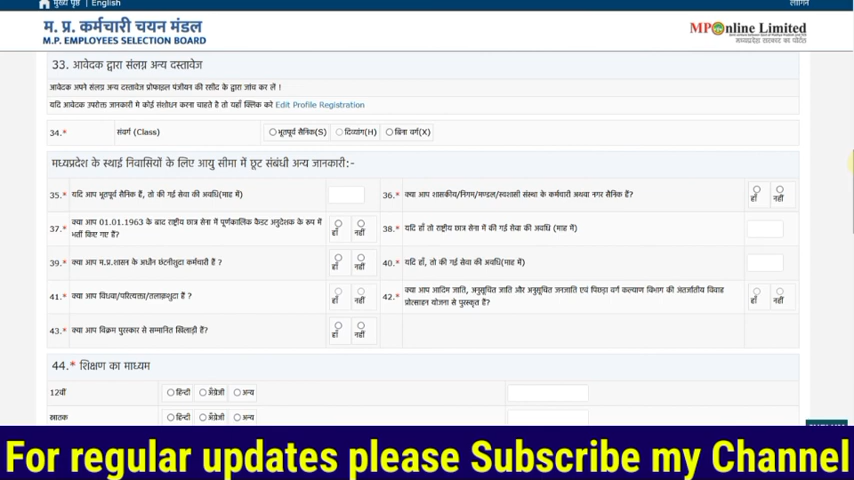 मुख्य पृष्ठ | English
लॉगिन
म. प्र. कर्मचारी चयन मंडल
M.P. EMPLOYEES SELECTION BOARD
MPOnline Limited
मध्यप्रदेश सरकार का पोर्टल
33. आवेदक द्वारा संलग्न अन्य दस्तावेज
आवेदक अपने संलग्न अन्य दस्तावेज प्रोफाइल पंजीयन की रसीद के द्वारा जांच कर लें !
यदि आवेदक उपरोक्त जानकारी मे कोई संशोधन करना चाहते है तो यहाँ क्लिक करे Edit Profile Registration
34.* संवर्ग (Class) भूतपूर्व सैनिक(S) दिव्यांग(H) बिना वर्ग(X)
मध्यप्रदेश के स्थाई निवासियों के लिए आयु सीमा में छूट संबंधी अन्य जानकारी:-
35.* यदि आप भूतपूर्व सैनिक हैं, तो की गई सेवा की अवधि(माह में)
36.* क्या आप शासकीय/निगम/मण्डल/स्वशासी संस्था के कर्मचारी अथवा नगर सैनिक हैं? हाँ नहीं
37.* क्या आप 01.01.1963 के बाद राष्ट्रीय छात्र सेना में पूर्णकालिक कैडट अनुदेशक के रूप में भर्ती किए गए हैं? हाँ नहीं
38.* यदि हाँ तो राष्ट्रीय छात्र सेना में की गई सेवा की अवधि (माह में)
39.* क्या आप म.प्र.शासन के अधीन छंटनीशुदा कर्मचारी हैं ? हाँ नहीं
40.* यदि हाँ, तो की गई सेवा की अवधि(माह में)
41.* क्या आप विधवा/परित्यक्ता/तलाकशुदा हैं ? हाँ नहीं
42.* क्या आप आदिम जाति, अनुसूचित जाति और अनुसूचित जनजाति एवं पिछड़ा वर्ग कल्याण विभाग की अंतर्जातीय विवाह प्रोत्साहन योजना से पुरस्कृत हैं? हाँ नहीं
43.* क्या आप विक्रम पुरस्कार से सम्मानित खिलाड़ी हैं? हाँ नहीं
44.* शिक्षण का माध्यम
12वीं हिन्दी अँग्रेजी अन्य
स्नातक हिन्दी अँग्रेजी अन्य
For regular updates please Subscribe my Channel